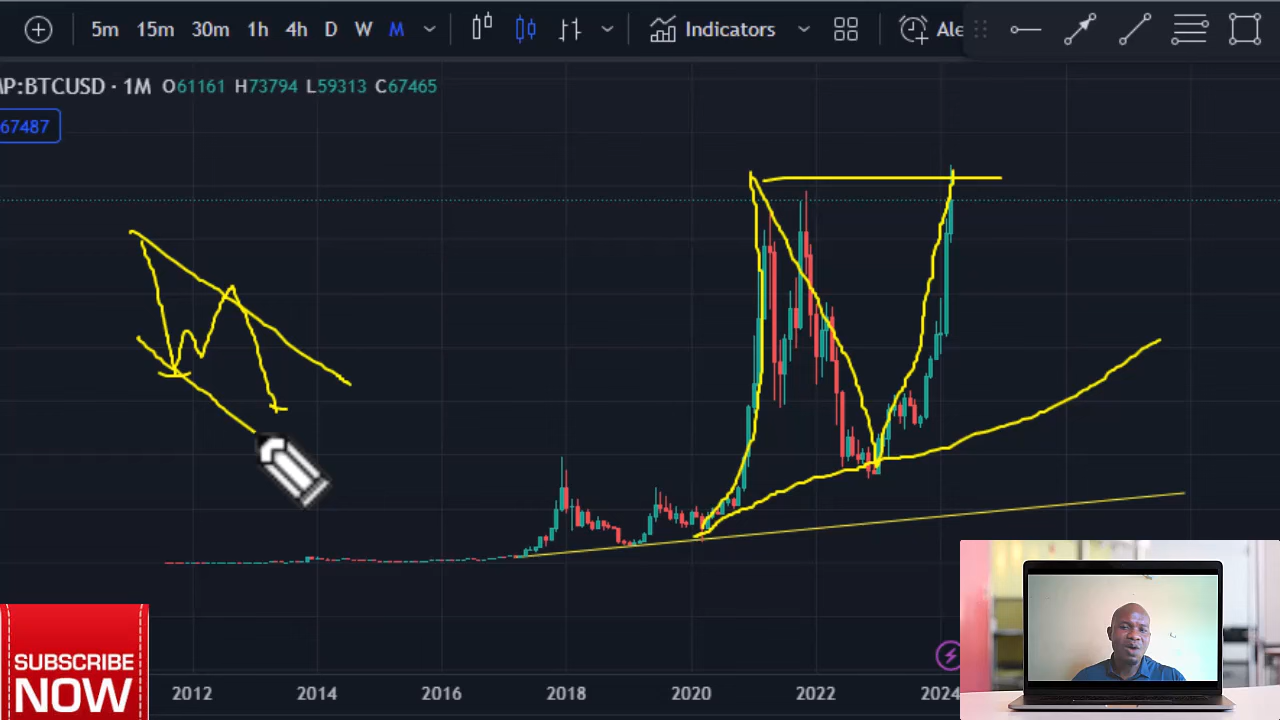 5m 15m 30m 1h 4h D W M Indicators Ale
MP:BTCUSD · 1M O61161 H73794 L59313 C67465
67487
SUBSCRIBE
NOW
2012 2014 2016 2018 2020 2022 2024